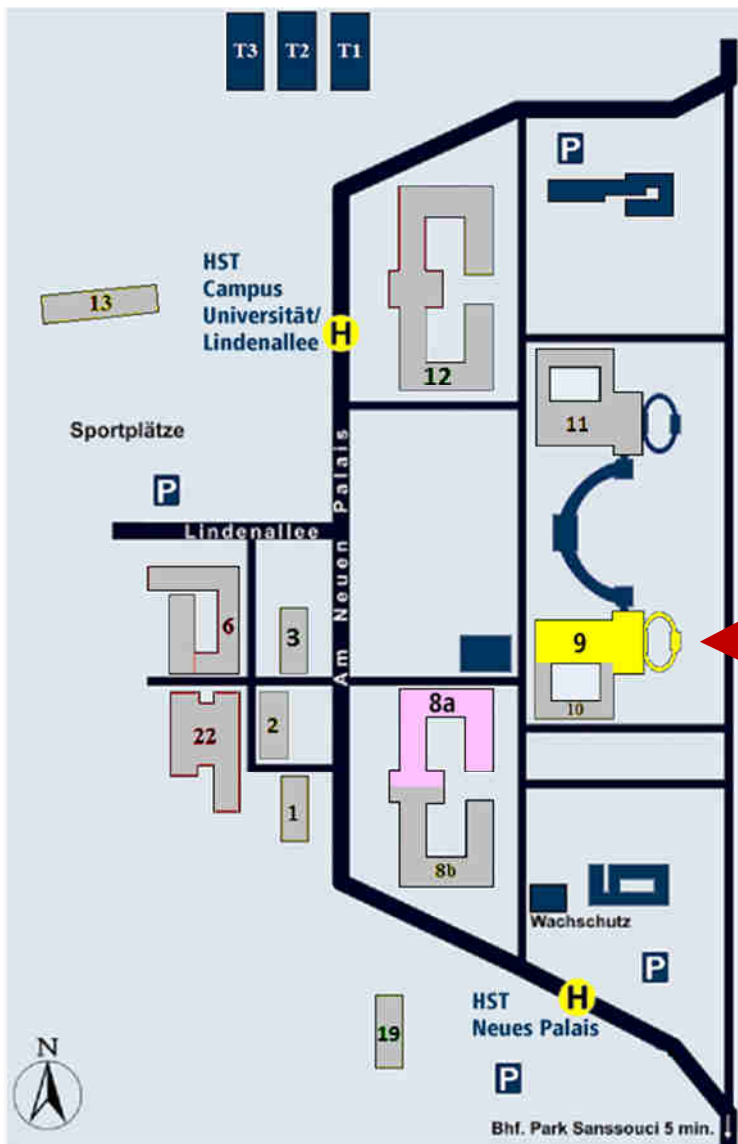 T3 T2 T1
P
HST
Campus
Universität/
Lindenallee
H
13
12
11
Sportplätze
P
Am Neuen Palais
Lindenallee
6
3
9
8a
10
22
2
1
8b
Wachschutz
P
HST
Neues Palais
H
19
N
P
Bhf. Park Sanssouci 5 min.